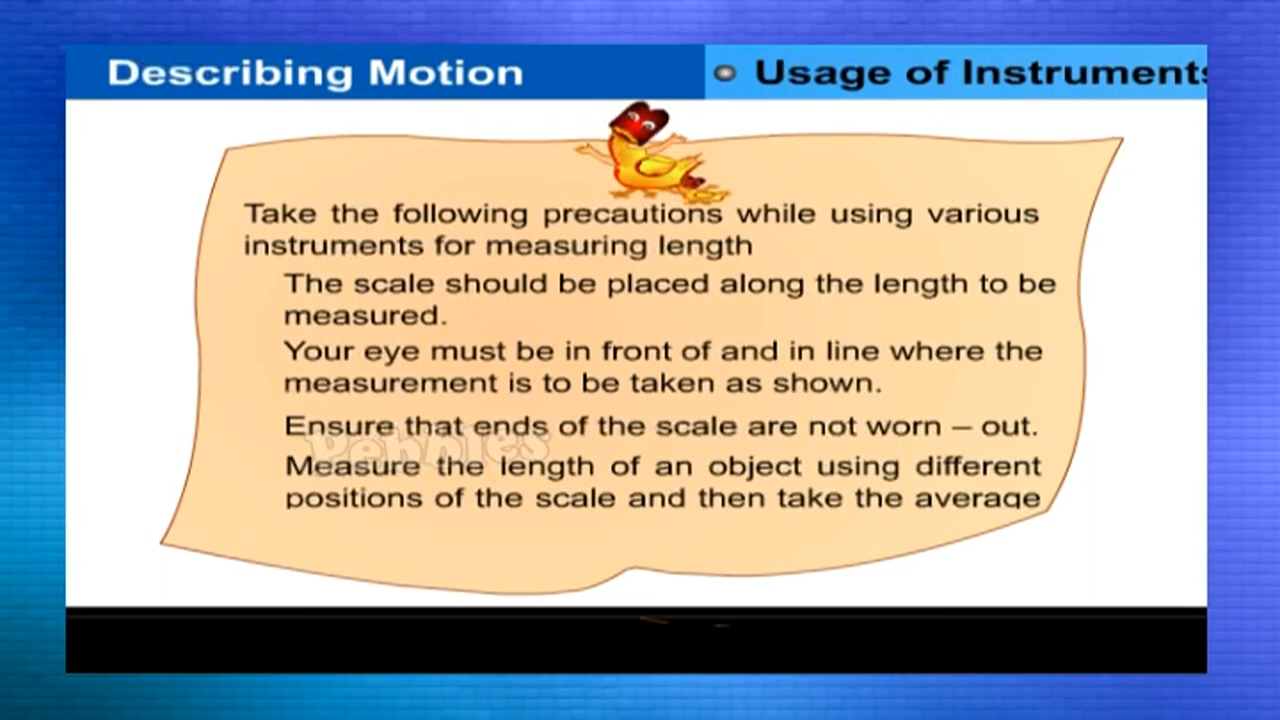 Describing Motion
Usage of Instruments
Take the following precautions while using various
instruments for measuring length
The scale should be placed along the length to be
measured.
Your eye must be in front of and in line where the
measurement is to be taken as shown.
Ensure that ends of the scale are not worn – out.
Pebbles
Measure the length of an object using different
positions of the scale and then take the average